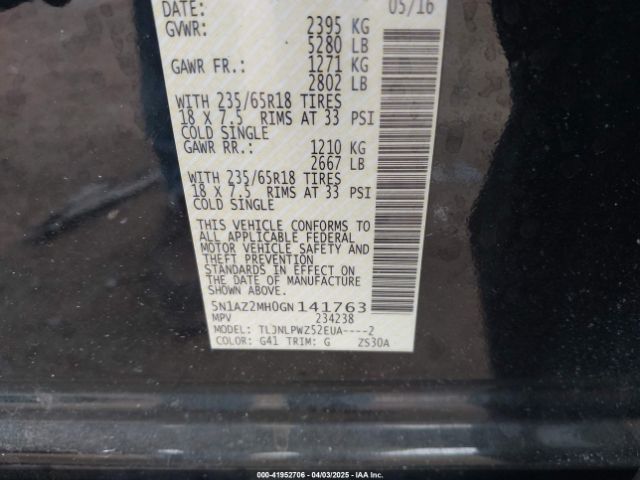 DATE: 05/16
GVWR: 2395 KG
5280 LB
GAWR FR.: 1271 KG
2802 LB
WITH 235/65R18 TIRES
18 X 7.5 RIMS AT 33 PSI
COLD SINGLE
GAWR RR.: 1210 KG
2667 LB
WITH 235/65R18 TIRES
18 X 7.5 RIMS AT 33 PSI
COLD SINGLE
THIS VEHICLE CONFORMS TO
ALL APPLICABLE FEDERAL
MOTOR VEHICLE SAFETY AND
THEFT PREVENTION
STANDARDS IN EFFECT ON
THE DATE OF MANUFACTURE
5N1AZ2MH0GN141763
MPV 234238
MODEL: TLJNLPWZ52EUA----2
COLOR: G41 TRIM: G ZS30A
000-41952706 - 04/03/2025 - IAA Inc.